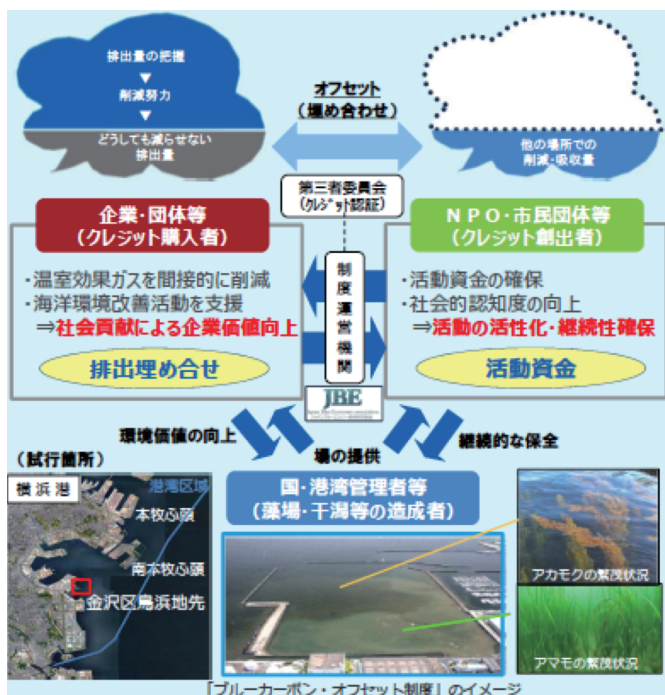 排出量の把握
▼
削減努力
▼
どうしても減らせない
排出量
オフセット
(埋め合わせ)
他の場所での
削減・吸収量
第三者委員会
(クレジット認証)
企業・団体等
(クレジット購入者)
NPO・市民団体等
(クレジット創出者)
・温室効果ガスを間接的に削減
・海洋環境改善活動を支援
⇒社会貢献による企業価値向上
排出埋め合せ
制度運営機関
JBE
・活動資金の確保
・社会的認知度の向上
⇒活動の活性化・継続性確保
活動資金
環境価値の向上
場の提供
継続的な保全
(試行箇所)
横浜港
港湾区域
本牧ふ頭
南本牧ふ頭
金沢区鳥浜地先
国・港湾管理者等
(藻場・干潟等の造成者)
アカモクの繁茂状況
アマモの繁茂状況
「ブルーカーボン・オフセット制度」のイメージ